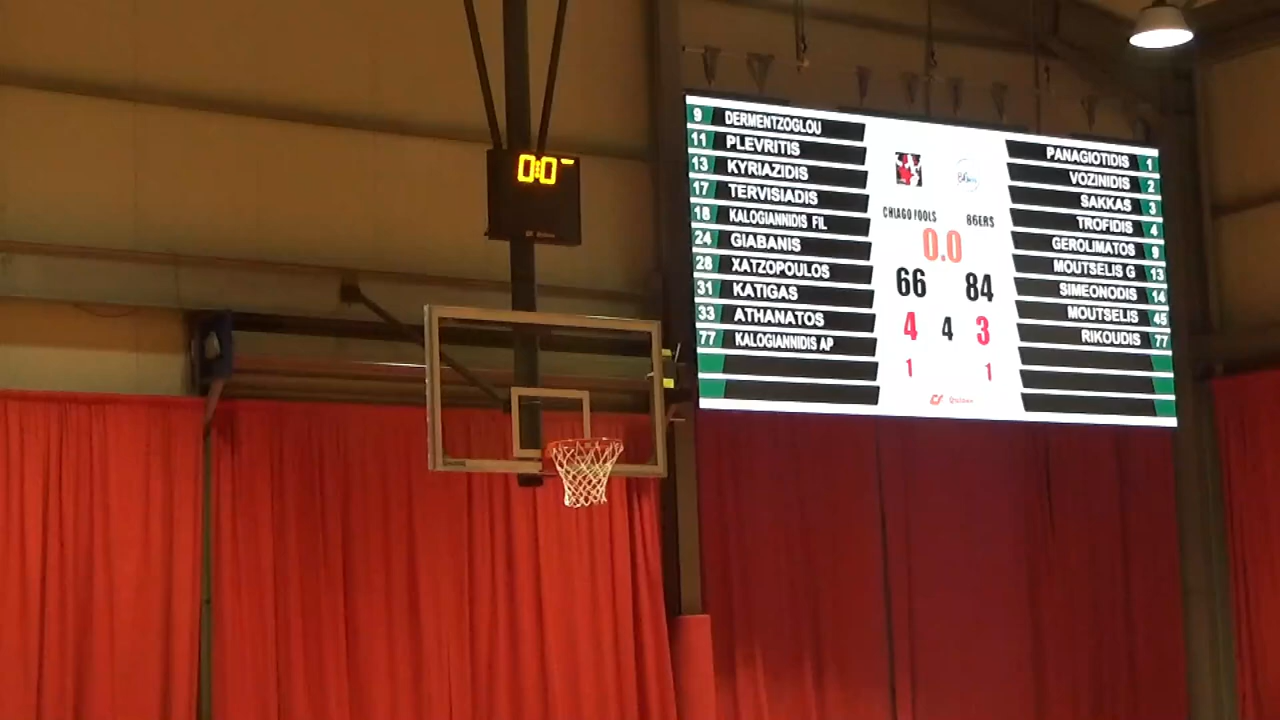 0:0
9 DERMENTZOGLOU
11 PLEVRITIS
13 KYRIAZIDIS
17 TERVISIADIS
18 KALOGIANNIDIS FIL
24 GIABANIS
28 XATZOPOULOS
31 KATIGAS
33 ATHANATOS
77 KALOGIANNIDIS AP
CHIAGO FOOLS 86ERS
0.0
66 84
4 4 3
1 1
PANAGIOTIDIS 1
VOZINIDIS 2
SAKKAS 3
TROFIDIS 4
GEROLIMATOS 9
MOUTSELIS G 13
SIMEONODIS 14
MOUTSELIS 45
RIKOUDIS 77